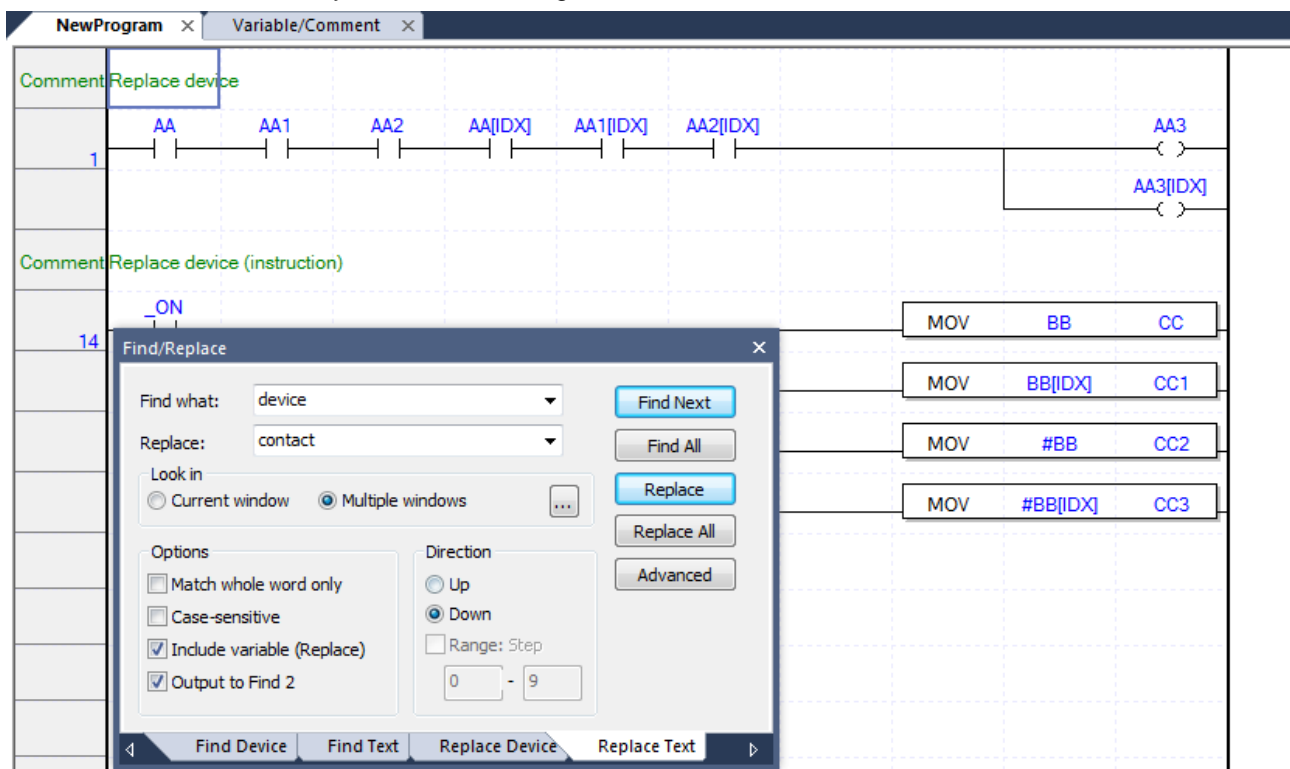 NewProgram × Variable/Comment ×
Comment Replace device
AA AA1 AA2 AA[IDX] AA1[IDX] AA2[IDX] AA3
1
AA3[IDX]
Comment Replace device (instruction)
_ON
14
MOV BB CC
MOV BB[IDX] CC1
MOV #BB CC2
MOV #BB[IDX] CC3
Find/Replace ×
Find what: device Find Next
Replace: contact Find All
Look in
Current window Multiple windows ... Replace
Replace All
Options Direction
Match whole word only Up Advanced
Case-sensitive Down
Include variable (Replace) Range: Step
Output to Find 2 0 - 9
Find Device Find Text Replace Device Replace Text